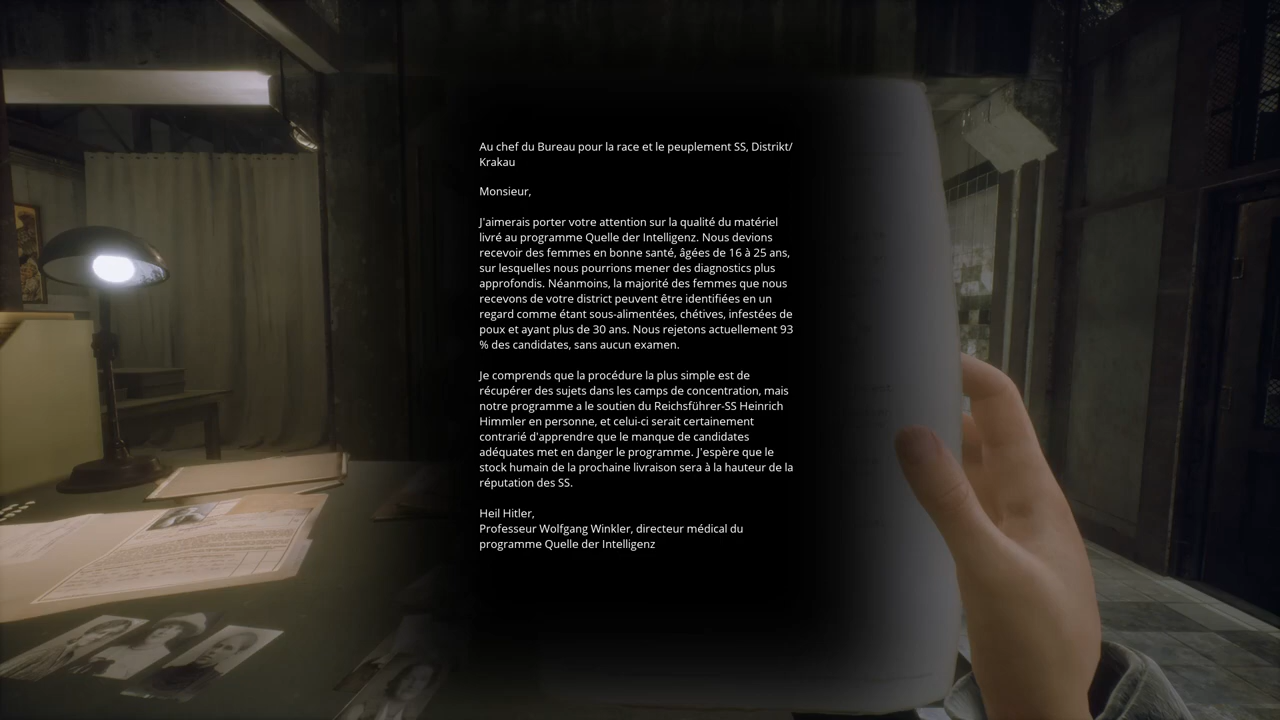 Au chef du Bureau pour la race et le peuplement SS, Distrikt/
Krakau
Monsieur,
J'aimerais porter votre attention sur la qualité du matériel
livré au programme Quelle der Intelligenz. Nous devions
recevoir des femmes en bonne santé, âgées de 16 à 25 ans,
sur lesquelles nous pourrions mener des diagnostics plus
approfondis. Néanmoins, la majorité des femmes que nous
recevons de votre district peuvent être identifiées en un
regard comme étant sous-alimentées, chétives, infestées de
poux et ayant plus de 30 ans. Nous rejetons actuellement 93
% des candidates, sans aucun examen.
Je comprends que la procédure la plus simple est de
récupérer des sujets dans les camps de concentration, mais
notre programme a le soutien du Reichsführer-SS Heinrich
Himmler en personne, et celui-ci serait certainement
contrarié d'apprendre que le manque de candidates
adéquates met en danger le programme. J'espère que le
stock humain de la prochaine livraison sera à la hauteur de la
réputation des SS.
Heil Hitler,
Professeur Wolfgang Winkler, directeur médical du
programme Quelle der Intelligenz